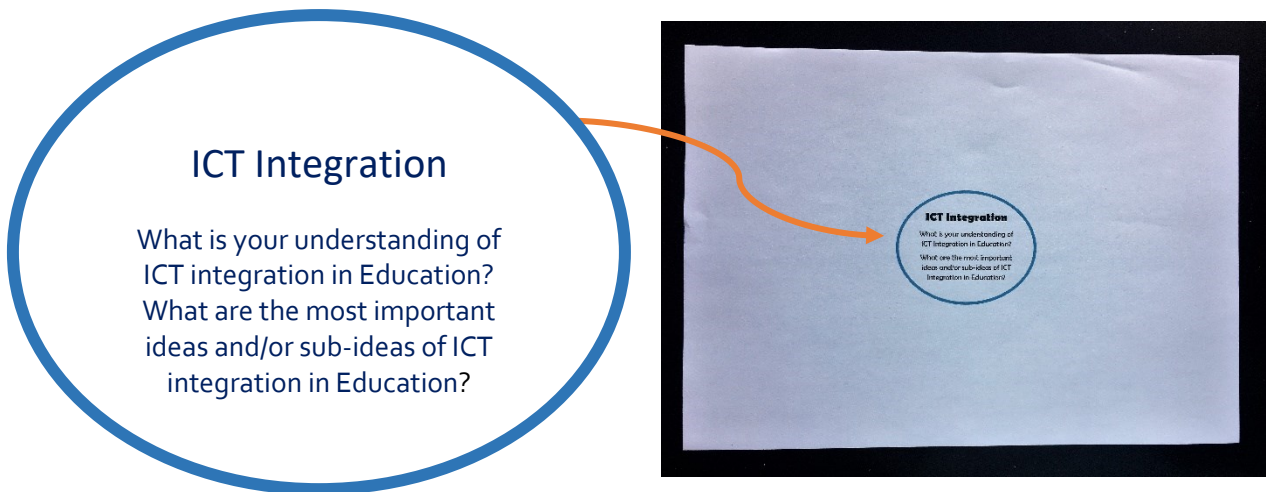 ICT Integration
What is your understanding of
ICT integration in Education?
What are the most important
ideas and/or sub-ideas of ICT
integration in Education?
ICT Integration
What is your understanding of
ICT Integration in Education?
What are the most important
ideas and/or sub-ideas of ICT
Integration in Education?